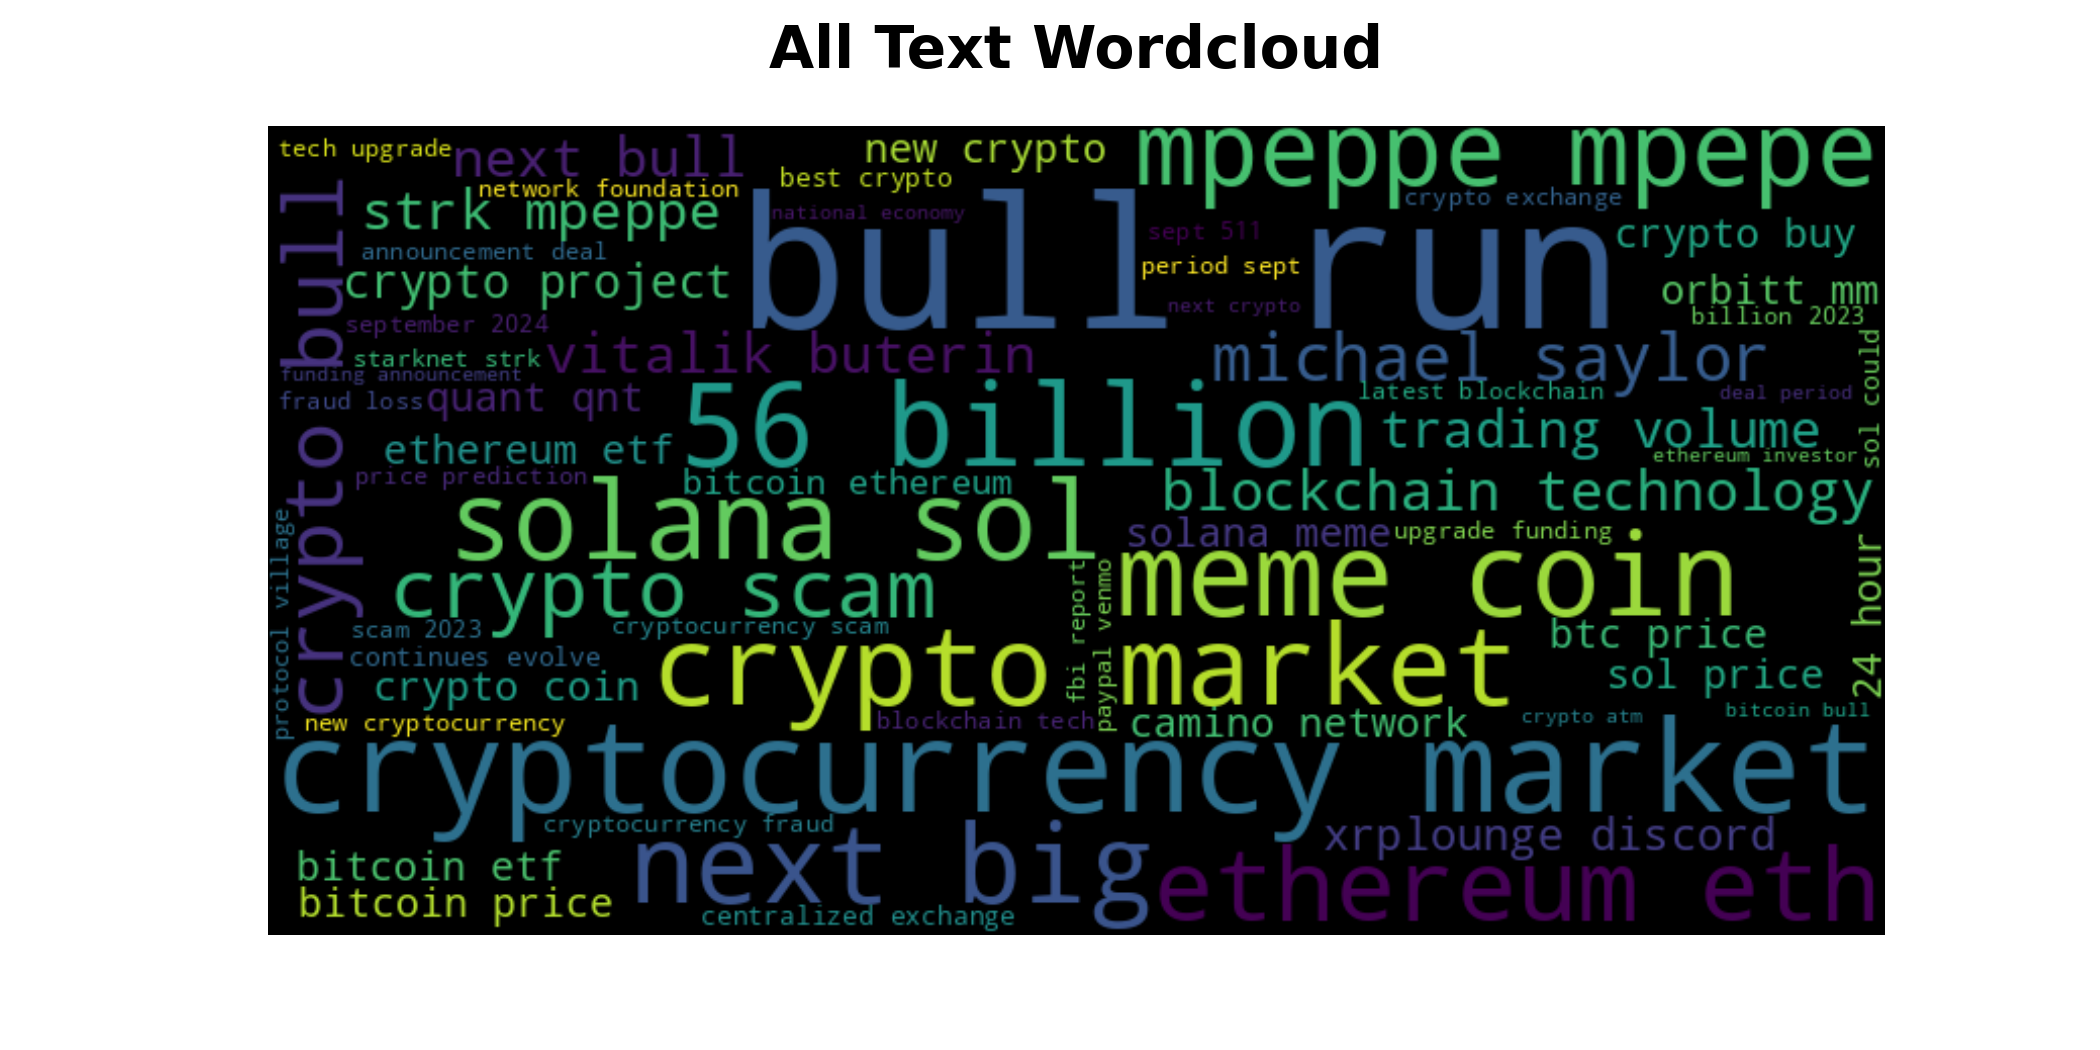 All Text Wordcloud
tech upgrade
next bull
new crypto
mpeppe mpepe
network foundation
best crypto
crypto exchange
strk mpeppe
national economy
bull run
sept 511
crypto buy
announcement deal
period sept
crypto project
orbitt mm
next crypto
billion 2023
september 2024
crypto bull
vitalik buterin
michael saylor
starknet strk
funding announcement
fraud loss
quant qnt
56 billion
latest blockchain
deal period
sol could
ethereum etf
trading volume
ethereum investor
price prediction
bitcoin ethereum
solana sol
blockchain technology
solana meme
upgrade funding
protocol village
crypto scam
fbi report
paypal venmo
meme coin
24 hour
scam 2023
cryptocurrency scam
btc price
continues evolve
crypto market
crypto coin
sol price
new cryptocurrency
blockchain tech
camino network
crypto atm
bitcoin bull
cryptocurrency market
cryptocurrency fraud
xrplounge discord
bitcoin etf
next big
ethereum eth
bitcoin price
centralized exchange